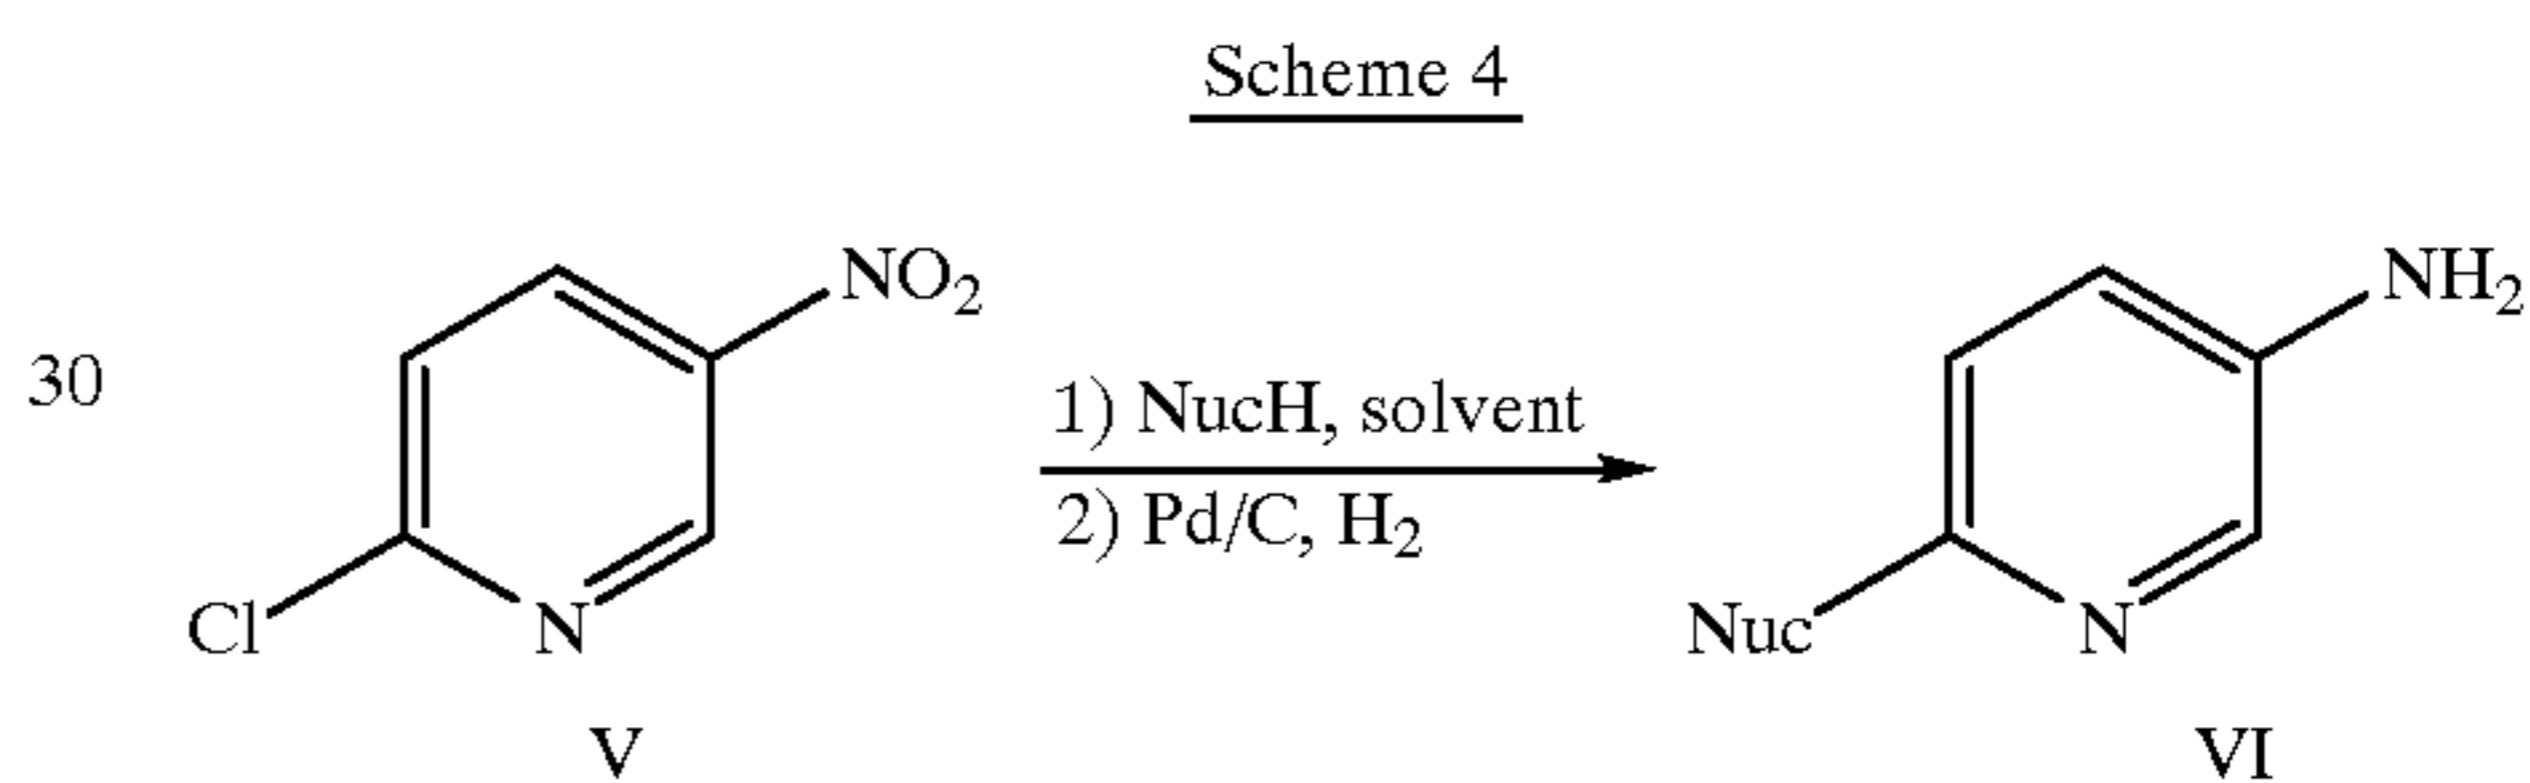 Scheme 4
NO₂
NH₂
30
1) NucH, solvent
2) Pd/C, H₂
Cl
N
Nuc
N
V
VI